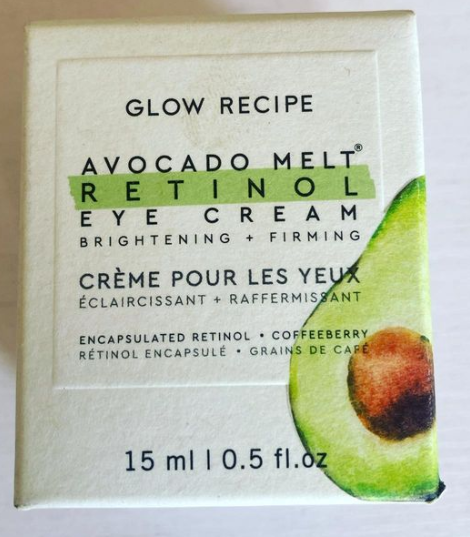 GLOW RECIPE
AVOCADO MELT®
RETINOL
EYE CREAM
BRIGHTENING + FIRMING
CRÈME POUR LES YEUX
ÉCLAIRCISSANT + RAFFERMISSANT
ENCAPSULATED RETINOL • COFFEEBERRY
RÉTINOL ENCAPSULÉ • GRAINS DE CAFÉ
15 ml | 0.5 fl.oz